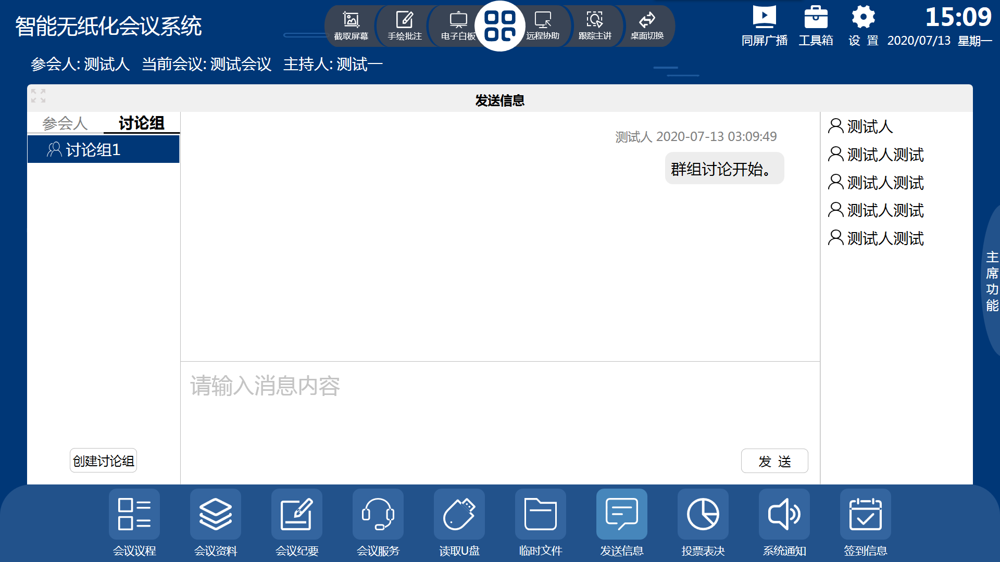 智能无纸化会议系统
截取屏幕 手绘批注 电子白板 远程协助 跟踪主讲 桌面切换
同屏广播 工具箱 设 置
15:09
2020/07/13 星期一
参会人: 测试人 当前会议: 测试会议 主持人: 测试一
发送信息
参会人 讨论组
讨论组1
测试人 2020-07-13 03:09:49
群组讨论开始。
测试人
测试人测试
测试人测试
测试人测试
测试人测试
主席功能
请输入消息内容
创建讨论组
发 送
会议议程 会议资料 会议纪要 会议服务 读取U盘 临时文件 发送信息 投票表决 系统通知 签到信息